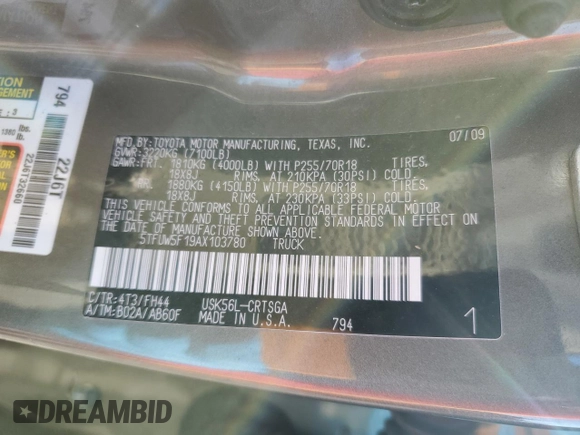 MFD. BY: TOYOTA MOTOR MANUFACTURING, TEXAS, INC. 07/09
GVWR: 3220KG (7100LB)
GAWR: FRT. 1810KG (4000LB) WITH P255/70R18 TIRES,
18X8J RIMS, AT 210KPA (30PSI) COLD.
RR. 1880KG (4150LB) WITH P255/70R18 TIRES,
18X8J RIMS, AT 230KPA (33PSI) COLD.
THIS VEHICLE CONFORMS TO ALL APPLICABLE FEDERAL MOTOR
VEHICLE SAFETY AND THEFT PREVENTION STANDARDS IN EFFECT ON
THE DATE OF MANUFACTURE SHOWN ABOVE.
5TFUW5F19AX103780 TRUCK
C/TR: 4T3/FH44 USK56L-CRTSGA
A/TM: B02A/AB60F MADE IN U.S.A. 794 1
794 22J6T
22J6T32660
1392 lbs.
DREAMBID